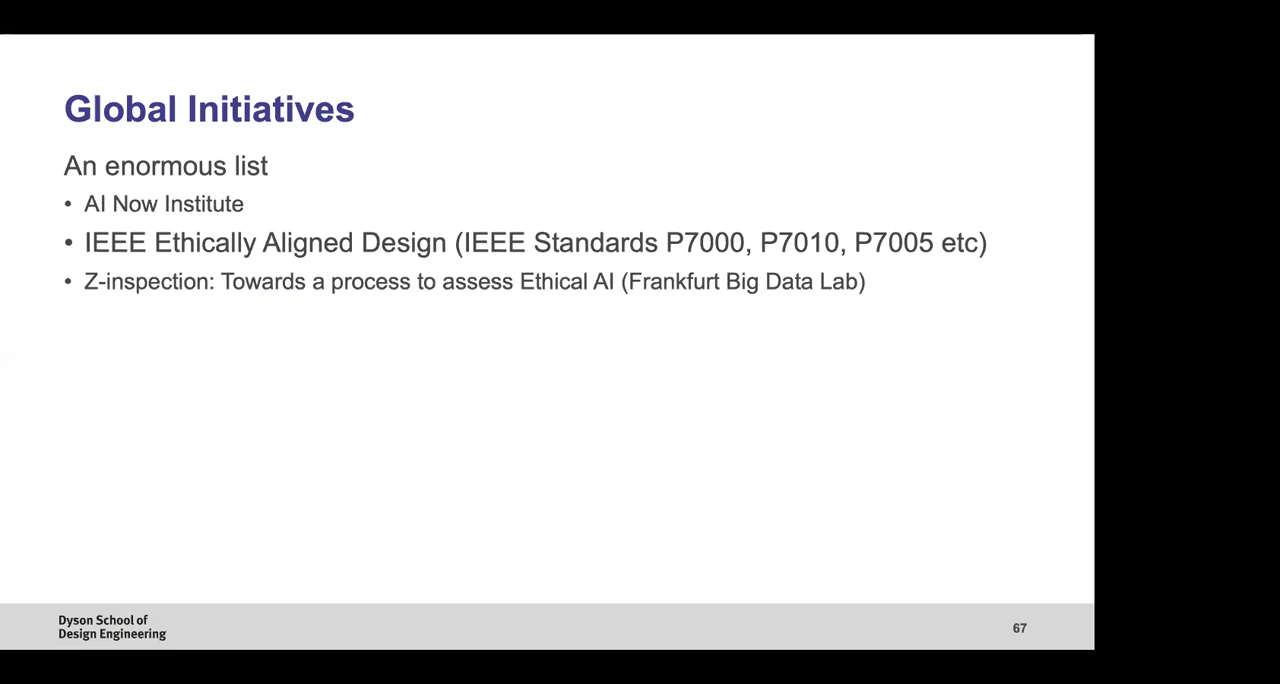 Global Initiatives
An enormous list
• AI Now Institute
• IEEE Ethically Aligned Design (IEEE Standards P7000, P7010, P7005 etc)
• Z-inspection: Towards a process to assess Ethical AI (Frankfurt Big Data Lab)
Dyson School of
Design Engineering
67